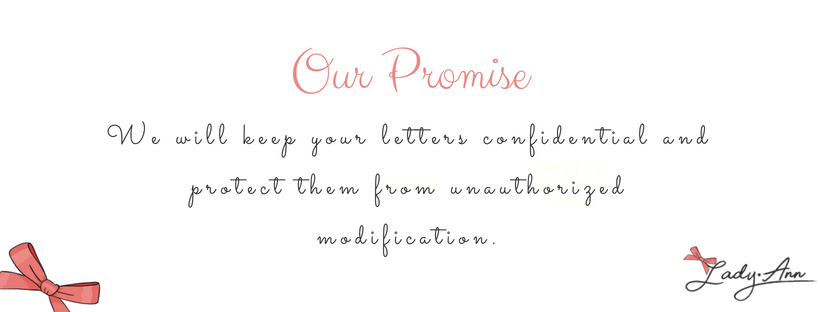 Our Promise
We will keep your letters confidential and
protect them from unauthorized
modification.
Lady·Ann